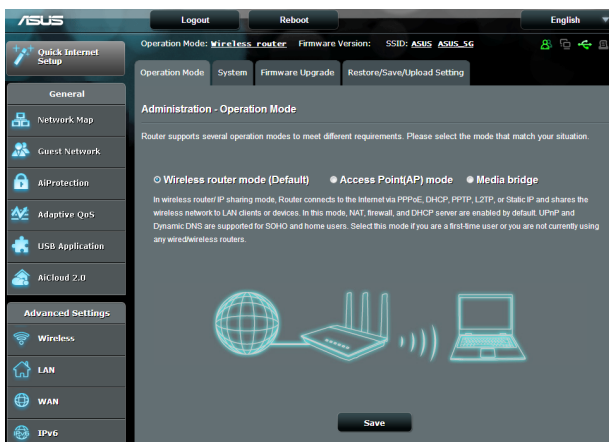 ASUS
Logout
Reboot
English
Quick Internet
Setup
Operation Mode: Wireless router Firmware Version: SSID: ASUS ASUS_5G
Operation Mode
System
Firmware Upgrade
Restore/Save/Upload Setting
General
Network Map
Guest Network
AiProtection
Adaptive QoS
USB Application
AiCloud 2.0
Advanced Settings
Wireless
LAN
WAN
IPv6
Administration - Operation Mode
Router supports several operation modes to meet different requirements. Please select the mode that match your situation.
Wireless router mode (Default)
Access Point(AP) mode
Media bridge
In wireless router/ IP sharing mode, Router connects to the Internet via PPPoE, DHCP, PPTP, L2TP, or Static IP and shares the
wireless network to LAN clients or devices. In this mode, NAT, firewall, and DHCP server are enabled by default. UPnP and
Dynamic DNS are supported for SOHO and home users. Select this mode if you are a first-time user or you are not currently using
any wired/wireless routers.
Save